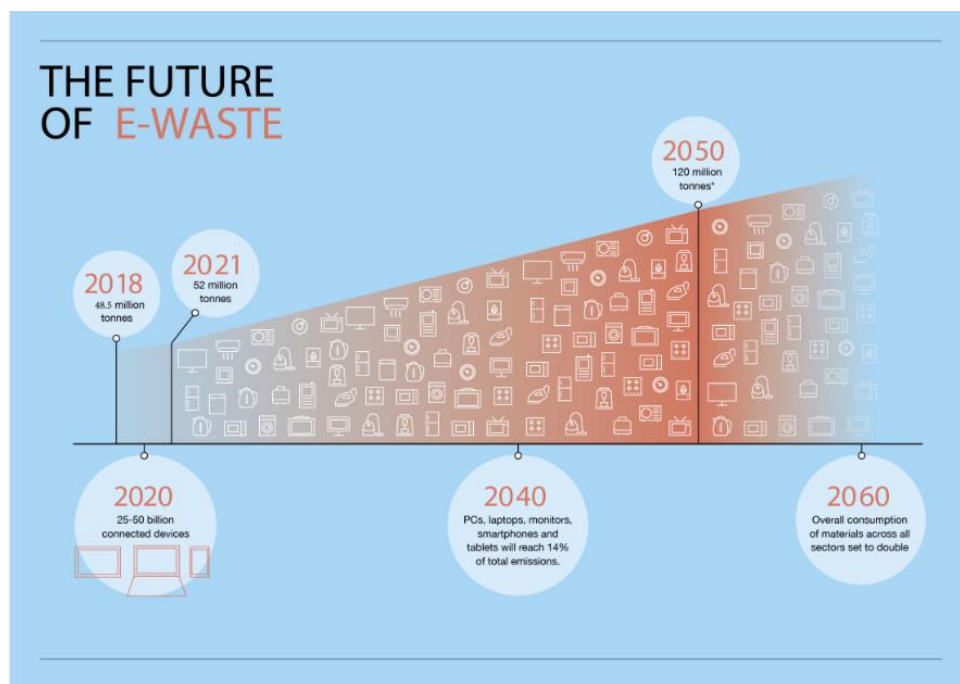 THE FUTURE
OF E-WASTE
2018
48.5 million
tonnes
2021
52 million
tonnes
2050
120 million
tonnes*
2020
25-50 billion
connected devices
2040
PCs, laptops, monitors,
smartphones and
tablets will reach 14%
of total emissions.
2060
Overall consumption
of materials across all
sectors set to double